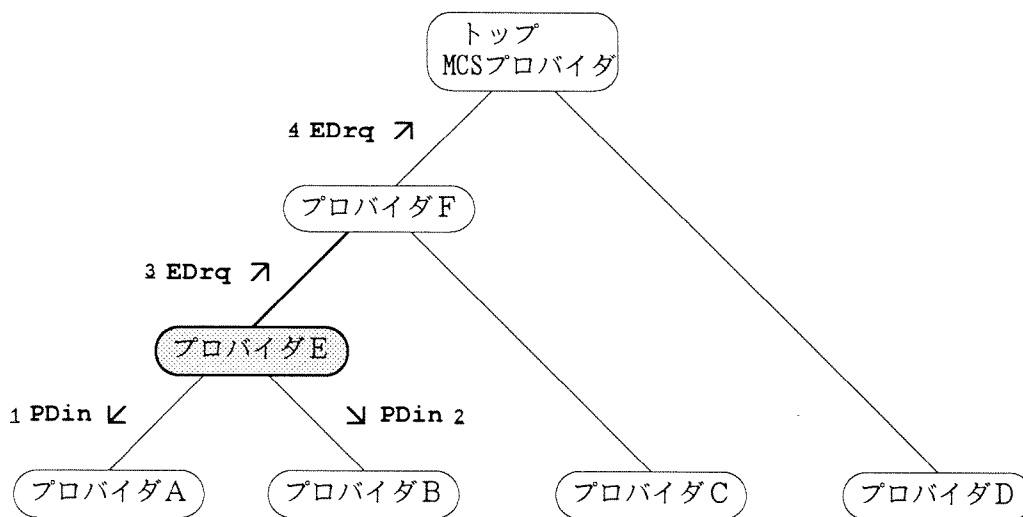 トップ
MCSプロバイダ
4 EDrq ↗
プロバイダF
3 EDrq ↗
プロバイダE
1 PDin ↙
↘ PDin 2
プロバイダA
プロバイダB
プロバイダC
プロバイダD